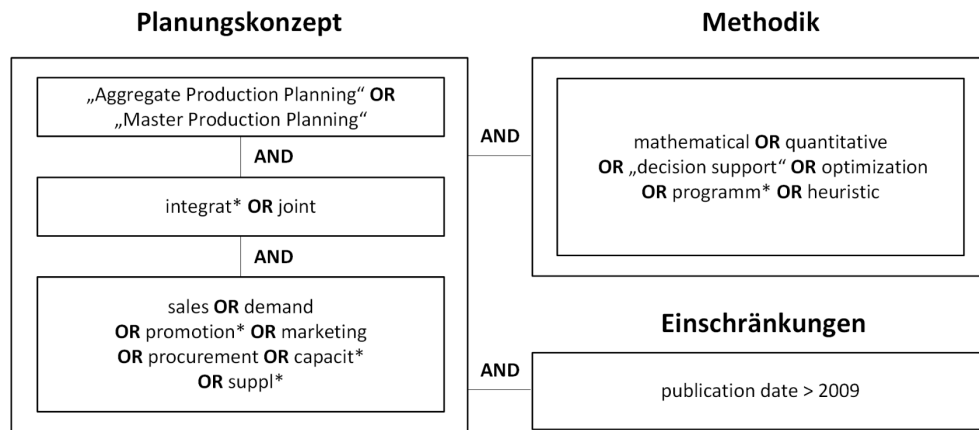 Planungskonzept
„Aggregate Production Planning“ OR
„Master Production Planning“
AND
integrat* OR joint
AND
sales OR demand
OR promotion* OR marketing
OR procurement OR capacit*
OR suppl*
AND
Methodik
mathematical OR quantitative
OR „decision support“ OR optimization
OR programm* OR heuristic
AND
Einschränkungen
publication date > 2009